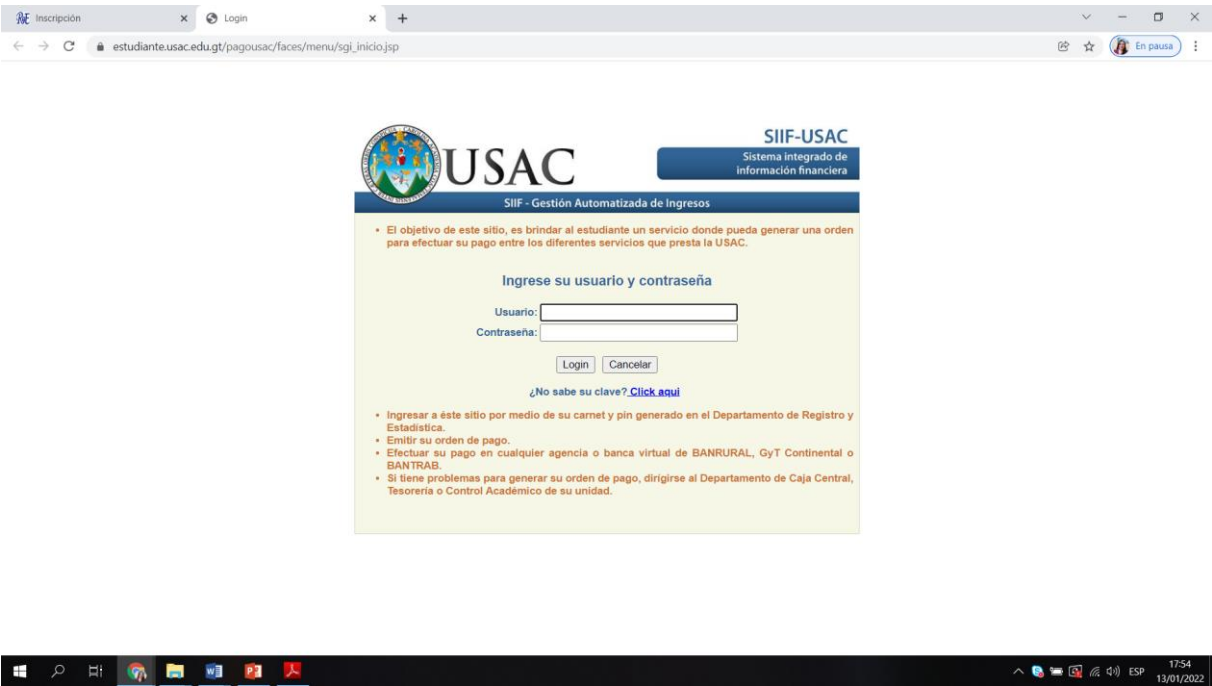 Inscripción
Login
estudiante.usac.edu.gt/pagousac/faces/menu/sgi_inicio.jsp
En pausa
USAC
SIIF-USAC
Sistema integrado de
información financiera
SIIF - Gestión Automatizada de Ingresos
• El objetivo de este sitio, es brindar al estudiante un servicio donde pueda generar una orden
para efectuar su pago entre los diferentes servicios que presta la USAC.
Ingrese su usuario y contraseña
Usuario:
Contraseña:
Login Cancelar
¿No sabe su clave? Click aqui
• Ingresar a éste sitio por medio de su carnet y pin generado en el Departamento de Registro y
Estadística.
• Emitir su orden de pago.
• Efectuar su pago en cualquier agencia o banca virtual de BANRURAL, GyT Continental o
BANTRAB.
• Si tiene problemas para generar su orden de pago, dirígirse al Departamento de Caja Central,
Tesorería o Control Académico de su unidad.
ESP
17:54
13/01/2022